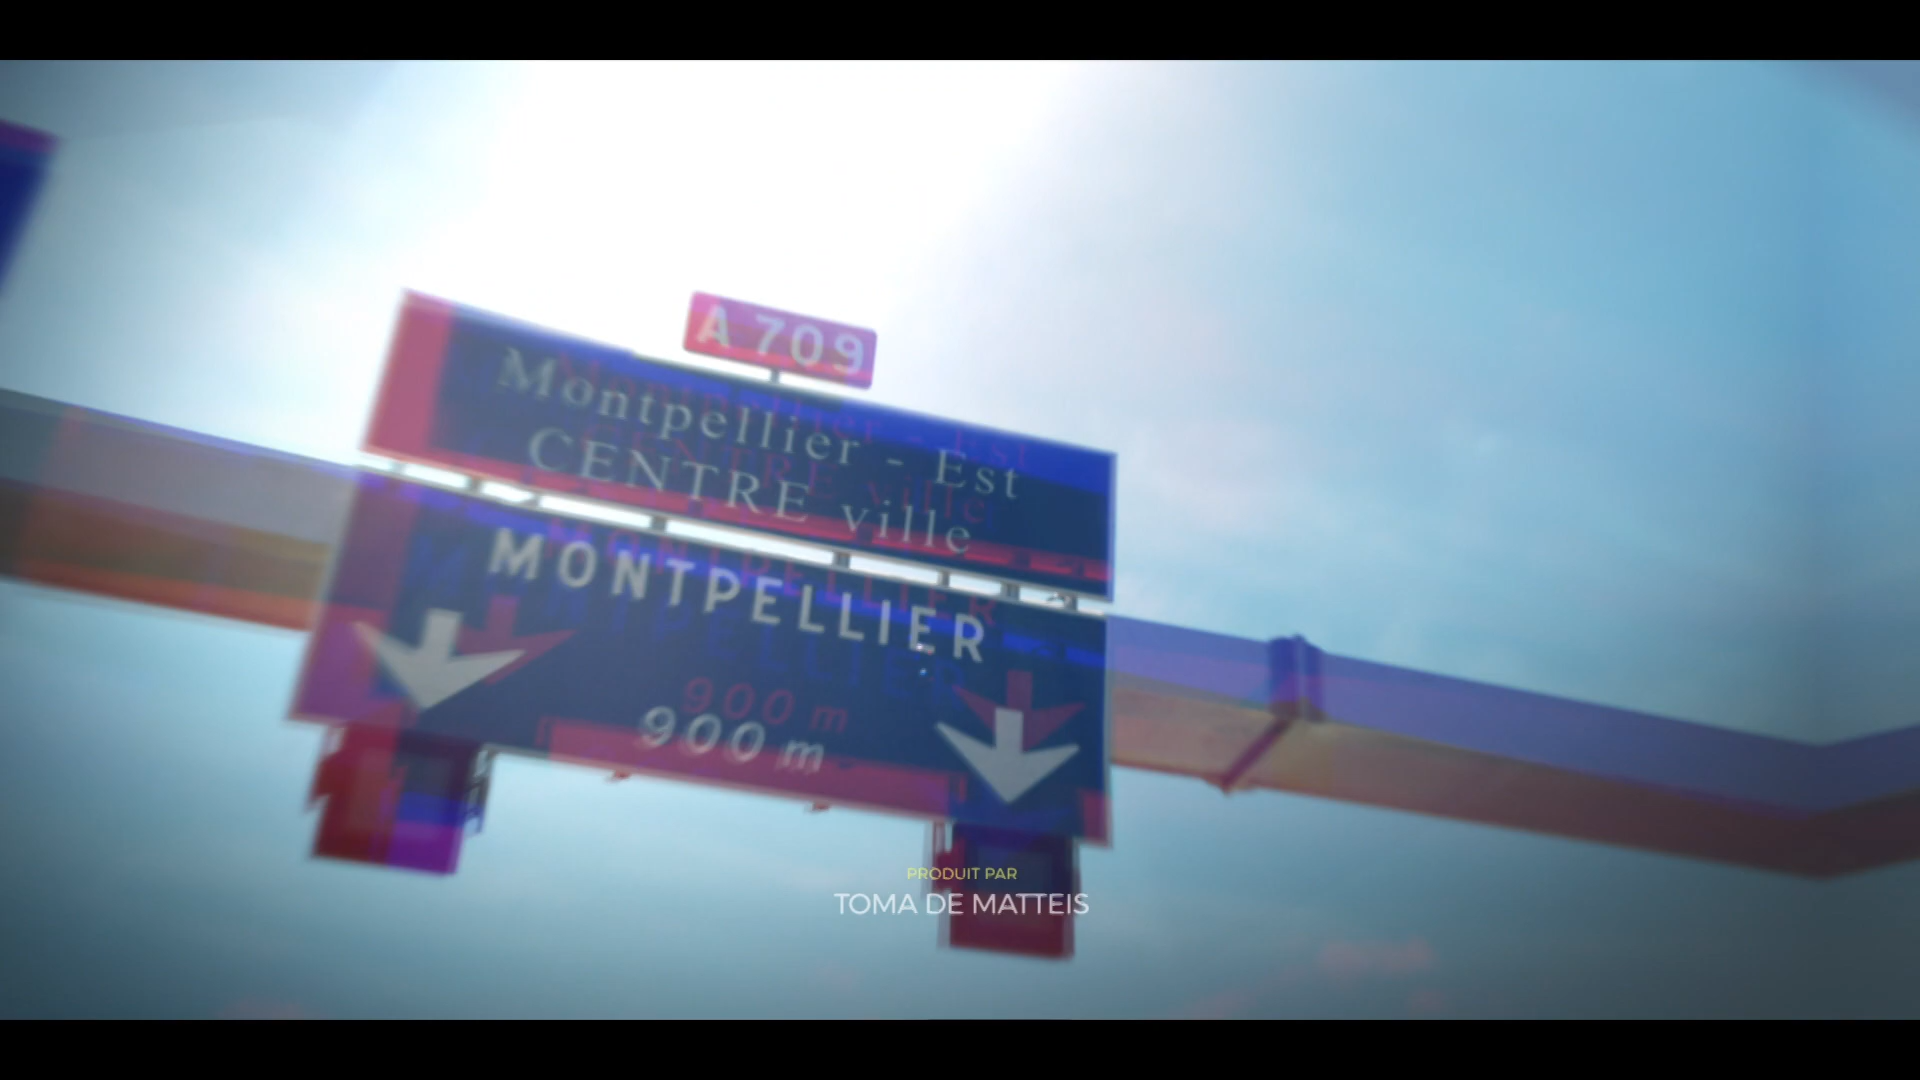 A 709
Montpellier - Est
CENTRE ville
MONTPELLIER
900 m
PRODUIT PAR
TOMA DE MATTEIS